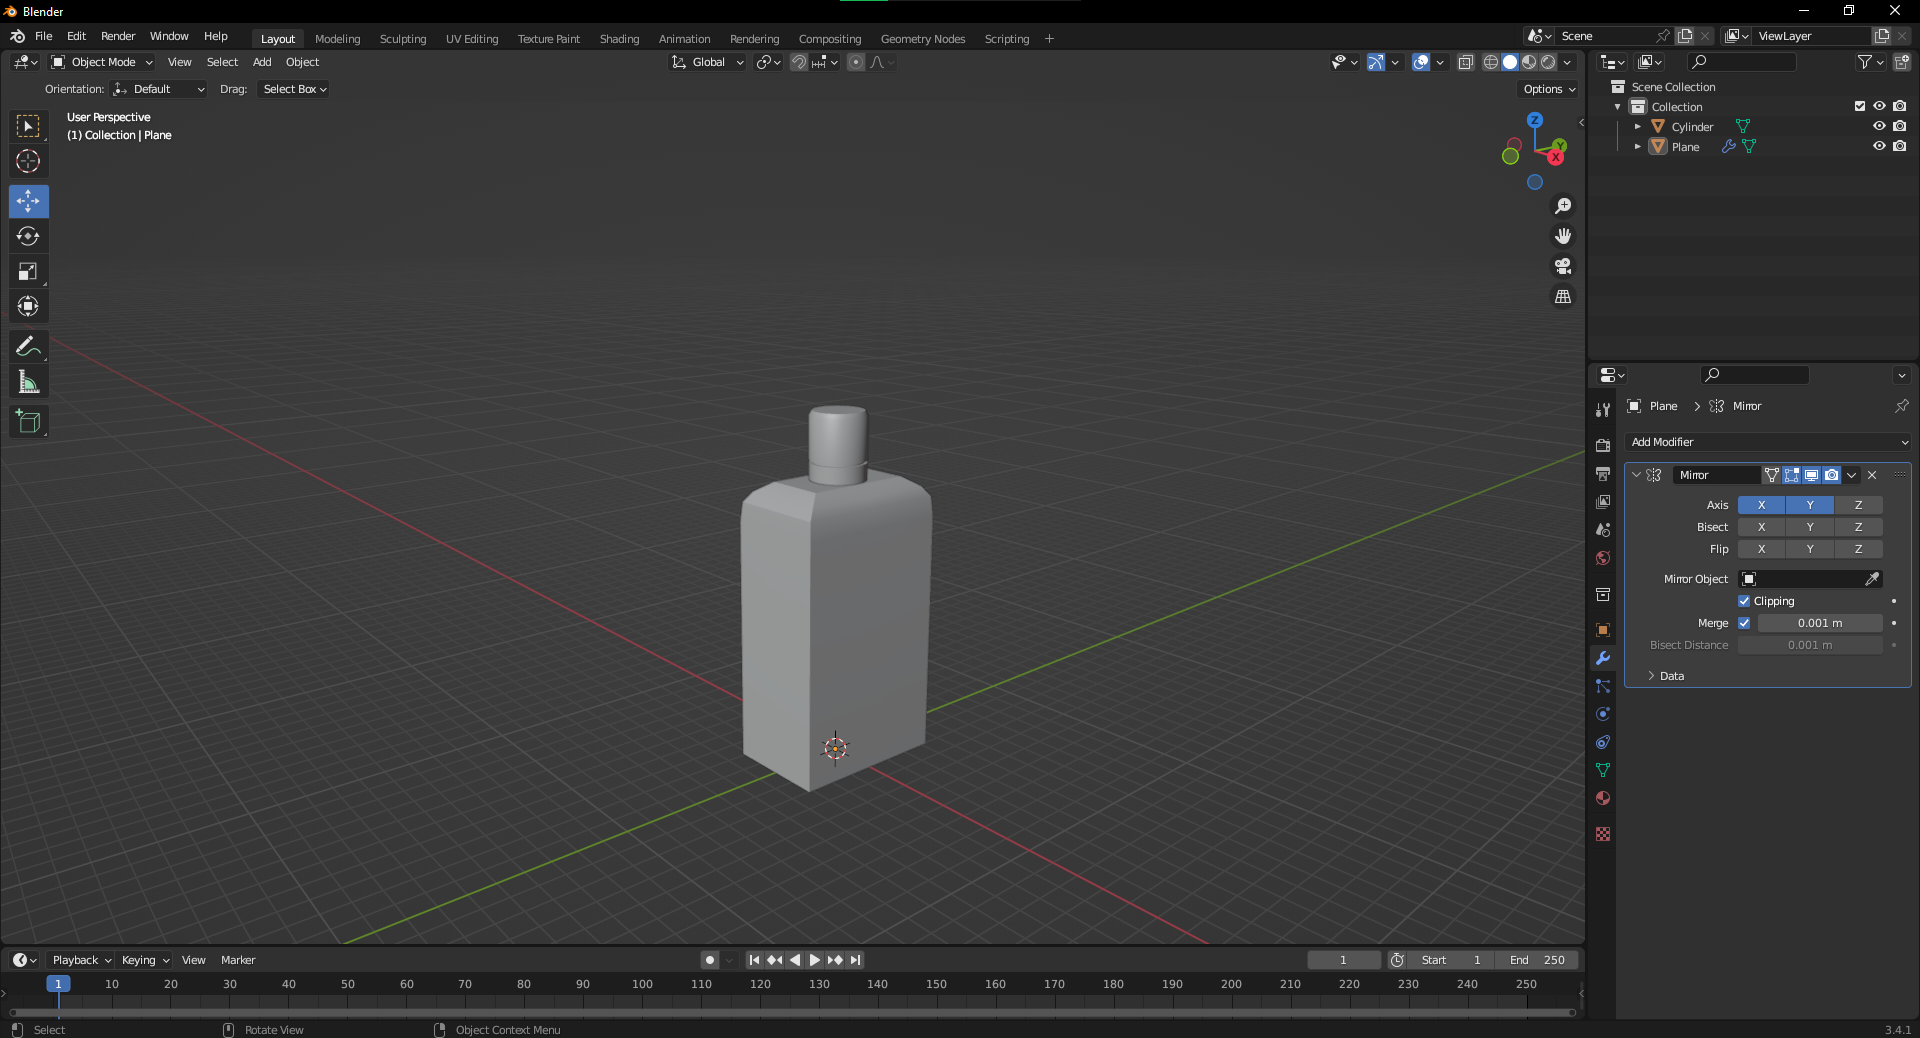 Blender
File Edit Render Window Help Layout Modeling Sculpting UV Editing Texture Paint Shading Animation Rendering Compositing Geometry Nodes Scripting + Scene ViewLayer
Object Mode View Select Add Object Global
Orientation: Default Drag: Select Box Options
User Perspective
(1) Collection | Plane
Z
Y
X
Scene Collection
Collection
Cylinder
Plane
Plane > Mirror
Add Modifier
Mirror
Axis X Y Z
Bisect X Y Z
Flip X Y Z
Mirror Object
Clipping
Merge 0.001 m
Bisect Distance 0.001 m
Data
Playback Keying View Marker 1 Start 1 End 250
1 10 20 30 40 50 60 70 80 90 100 110 120 130 140 150 160 170 180 190 200 210 220 230 240 250
Select Rotate View Object Context Menu 3.4.1